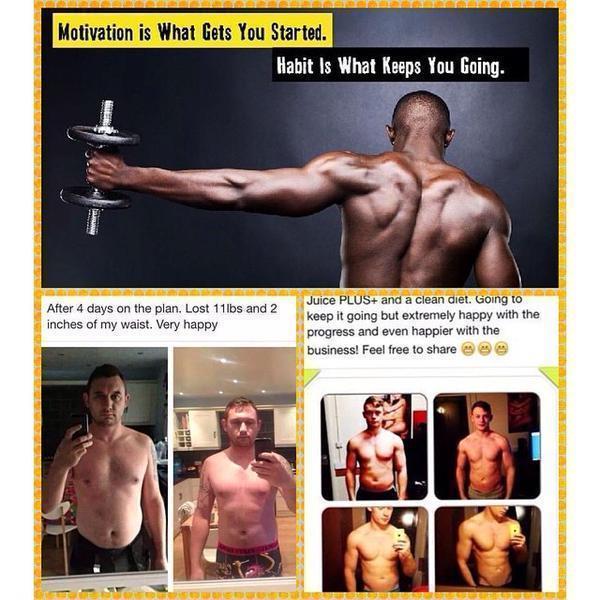 Motivation is What Gets You Started.
Habit Is What Keeps You Going.
After 4 days on the plan. Lost 11lbs and 2
inches of my waist. Very happy
Juice PLUS+ and a clean diet. Going to
keep it going but extremely happy with the
progress and even happier with the
business! Feel free to share 😁😁😁